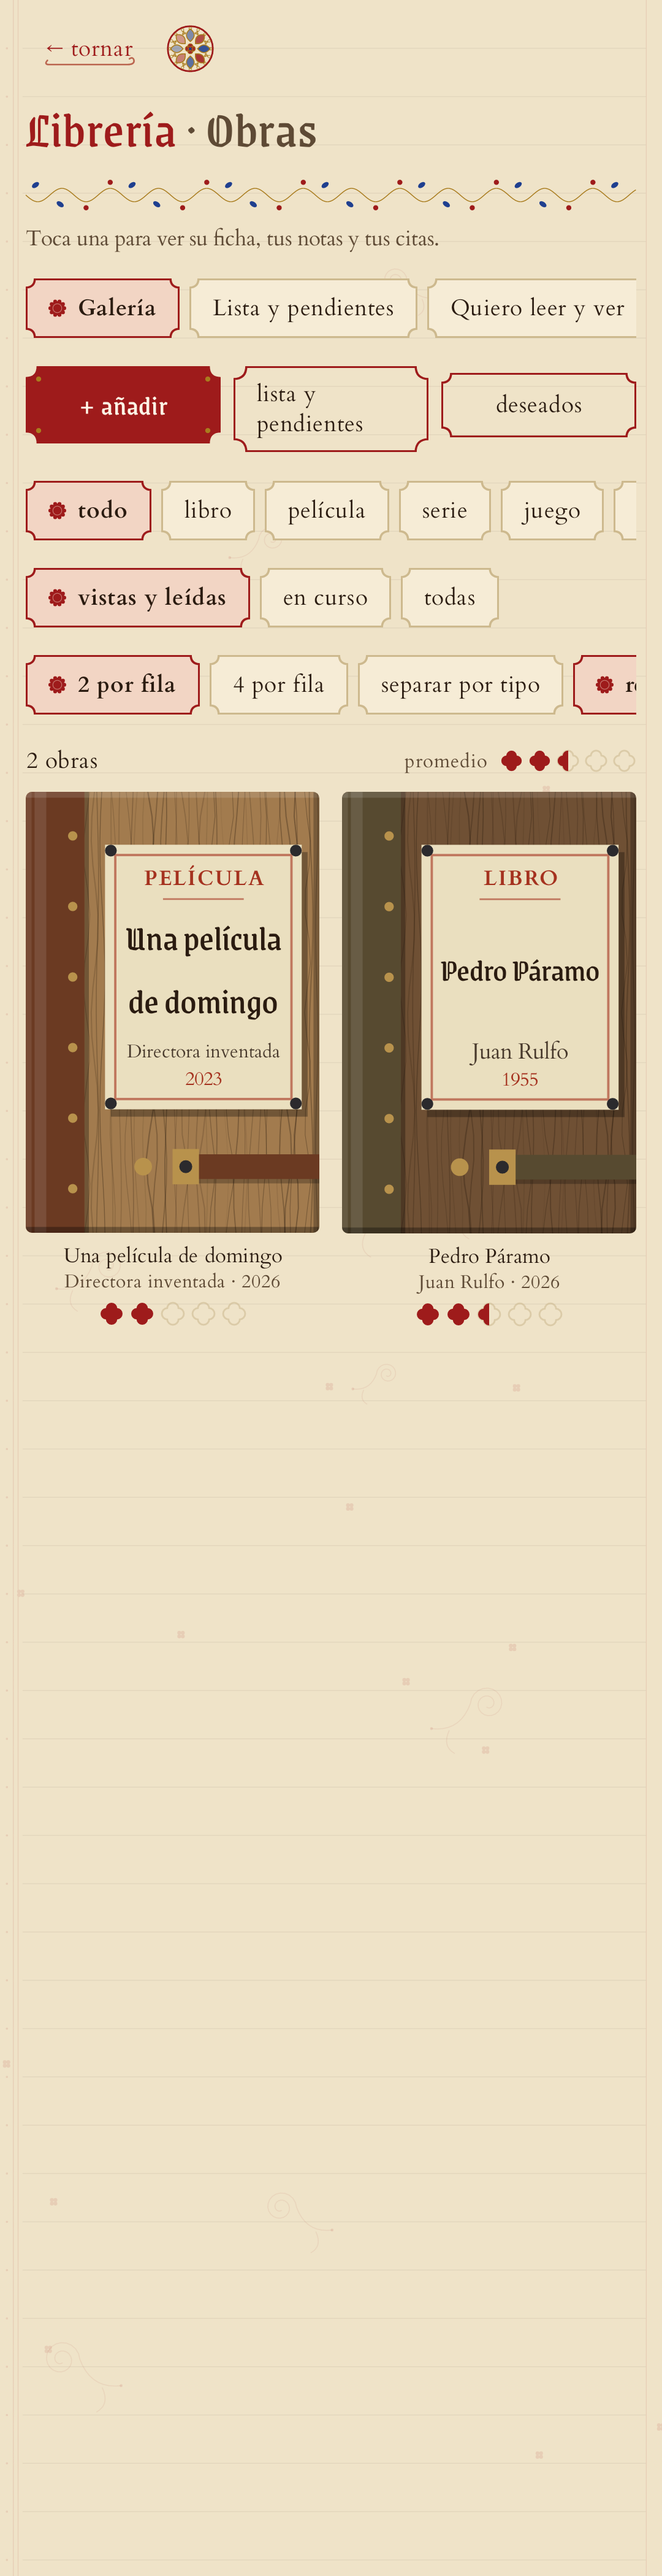 ← tornar
Librería · Obras
Toca una para ver su ficha, tus notas y tus citas.
Galería
Lista y pendientes
Quiero leer y ver
+ añadir
lista y
pendientes
deseados
todo
libro
película
serie
juego
vistas y leídas
en curso
todas
2 por fila
4 por fila
separar por tipo
2 obras
promedio
PELÍCULA
Una película
de domingo
Directora inventada
2023
LIBRO
Pedro Páramo
Juan Rulfo
1955
Una película de domingo
Directora inventada · 2026
Pedro Páramo
Juan Rulfo · 2026